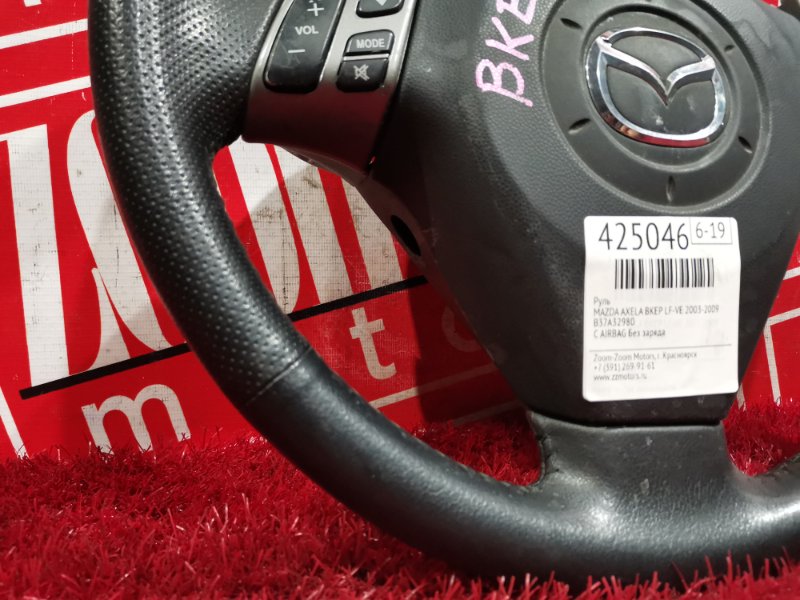 +
VOL
−
MODE
BKE
425046 6-19
Руль
MAZDA AXELA BKEP LF-VE 2003-2009
B37A32980
С AIRBAG Без заряда
Zoom-Zoom Motors, г. Красноярск
+7 (391) 269-91-61
www.zzmotors.ru
ZOOM
m t